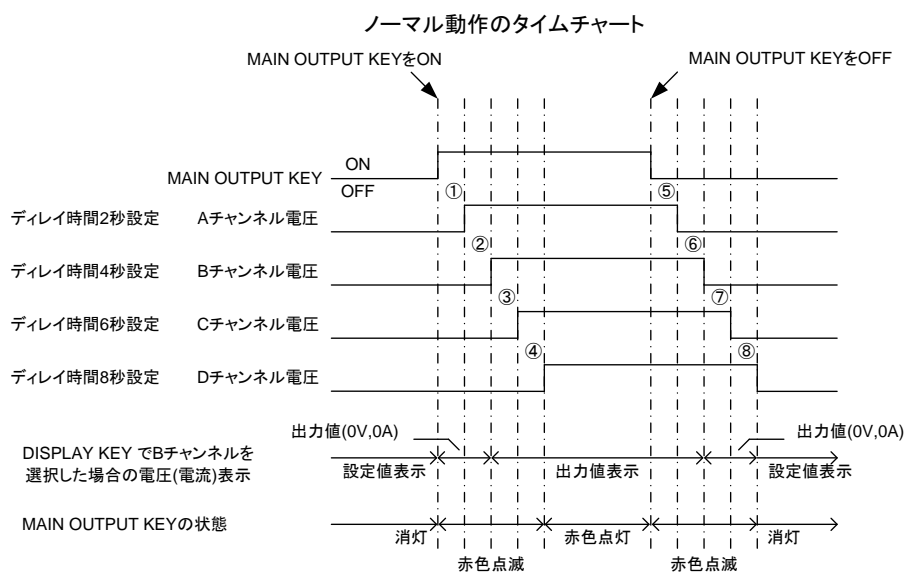 ノーマル動作のタイムチャート
MAIN OUTPUT KEYをON
MAIN OUTPUT KEYをOFF
MAIN OUTPUT KEY
ON
OFF
①
⑤
ディレイ時間2秒設定 Aチャンネル電圧
②
⑥
ディレイ時間4秒設定 Bチャンネル電圧
③
⑦
ディレイ時間6秒設定 Cチャンネル電圧
④
⑧
ディレイ時間8秒設定 Dチャンネル電圧
出力値(0V,0A)
出力値(0V,0A)
DISPLAY KEY でBチャンネルを
選択した場合の電圧(電流)表示
設定値表示
出力値表示
設定値表示
MAIN OUTPUT KEYの状態
消灯
赤色点灯
消灯
赤色点滅
赤色点滅